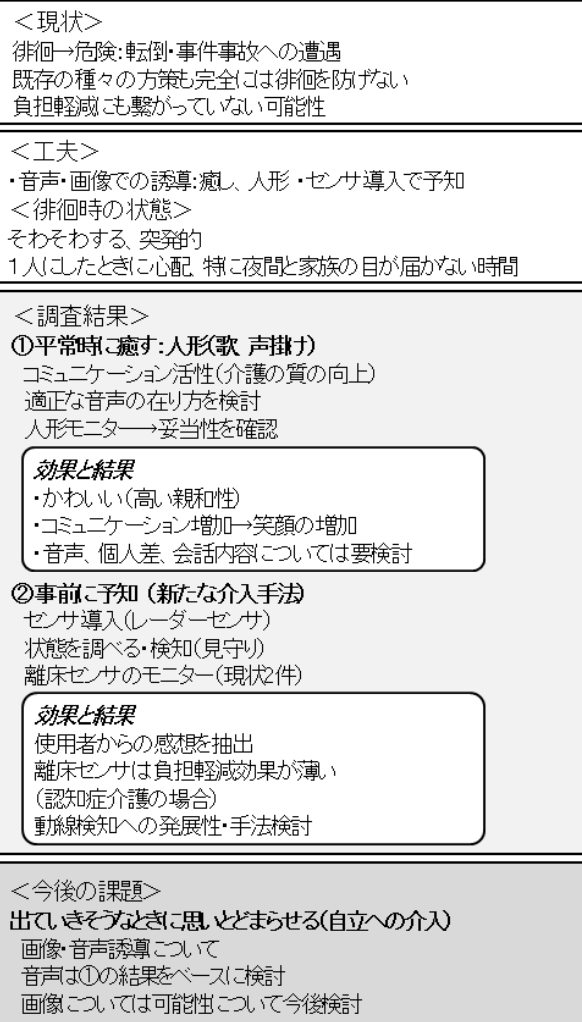 ＜現状＞
徘徊→危険:転倒・事件事故への遭遇
既存の種々の方策も完全には徘徊を防げない
負担軽減にも繋がっていない可能性
＜工夫＞
・音声・画像での誘導:癒し、人形・センサ導入で予知
＜徘徊時の状態＞
そわそわする、突発的
1人にしたときに心配、特に夜間と家族の目が届かない時間
＜調査結果＞
①平常時に癒す:人形(歌、声掛け)
コミュニケーション活性(介護の質の向上)
適正な音声の在り方を検討
人形モニター→妥当性を確認
効果と結果
・かわいい(高い親和性)
・コミュニケーション増加→笑顔の増加
・音声、個人差、会話内容については要検討
②事前に予知(新たな介入手法)
センサ導入(レーダーセンサ)
状態を調べる・検知(見守り)
離床センサのモニター(現状2件)
効果と結果
使用者からの感想を抽出
離床センサは負担軽減効果が薄い
(認知症介護の場合)
動線検知への発展性・手法検討
＜今後の課題＞
出ていきそうなときに思いとどまらせる(自立への介入)
画像・音声誘導について
音声は①の結果をベースに検討
画像については可能性について今後検討